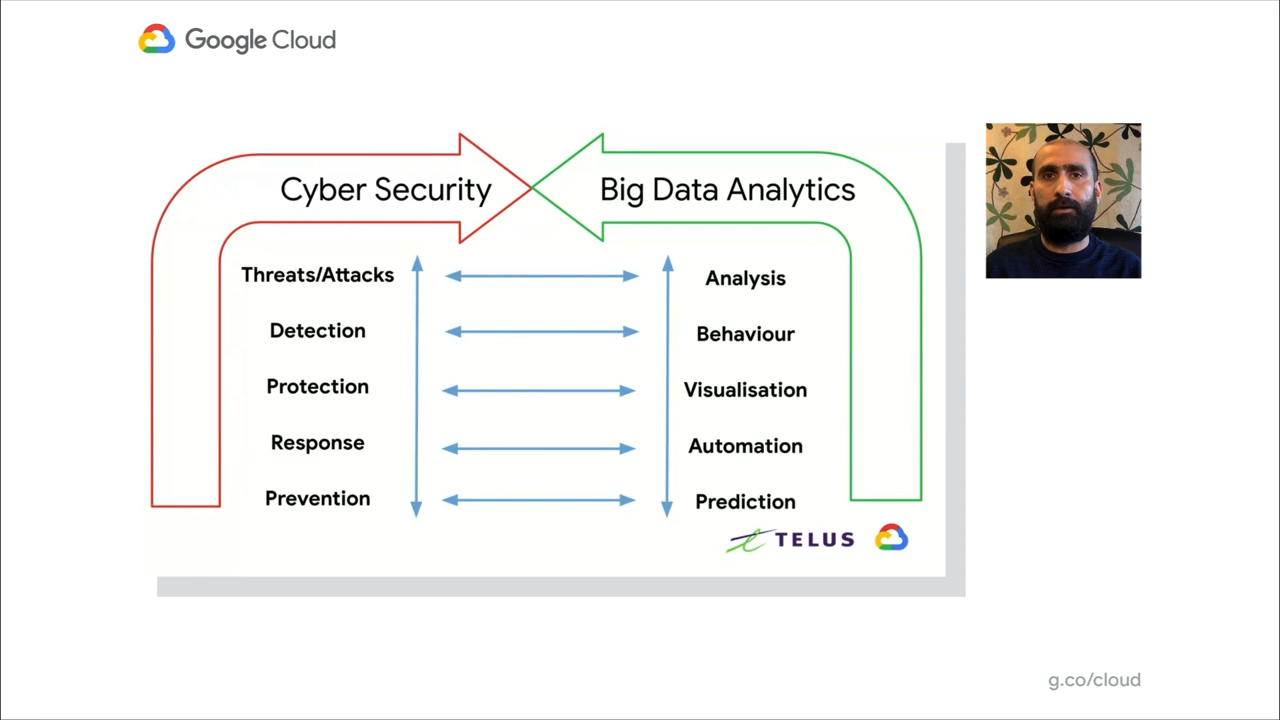 Google Cloud
Cyber Security
Big Data Analytics
Threats/Attacks
Detection
Protection
Response
Prevention
Analysis
Behaviour
Visualisation
Automation
Prediction
TELUS
g.co/cloud